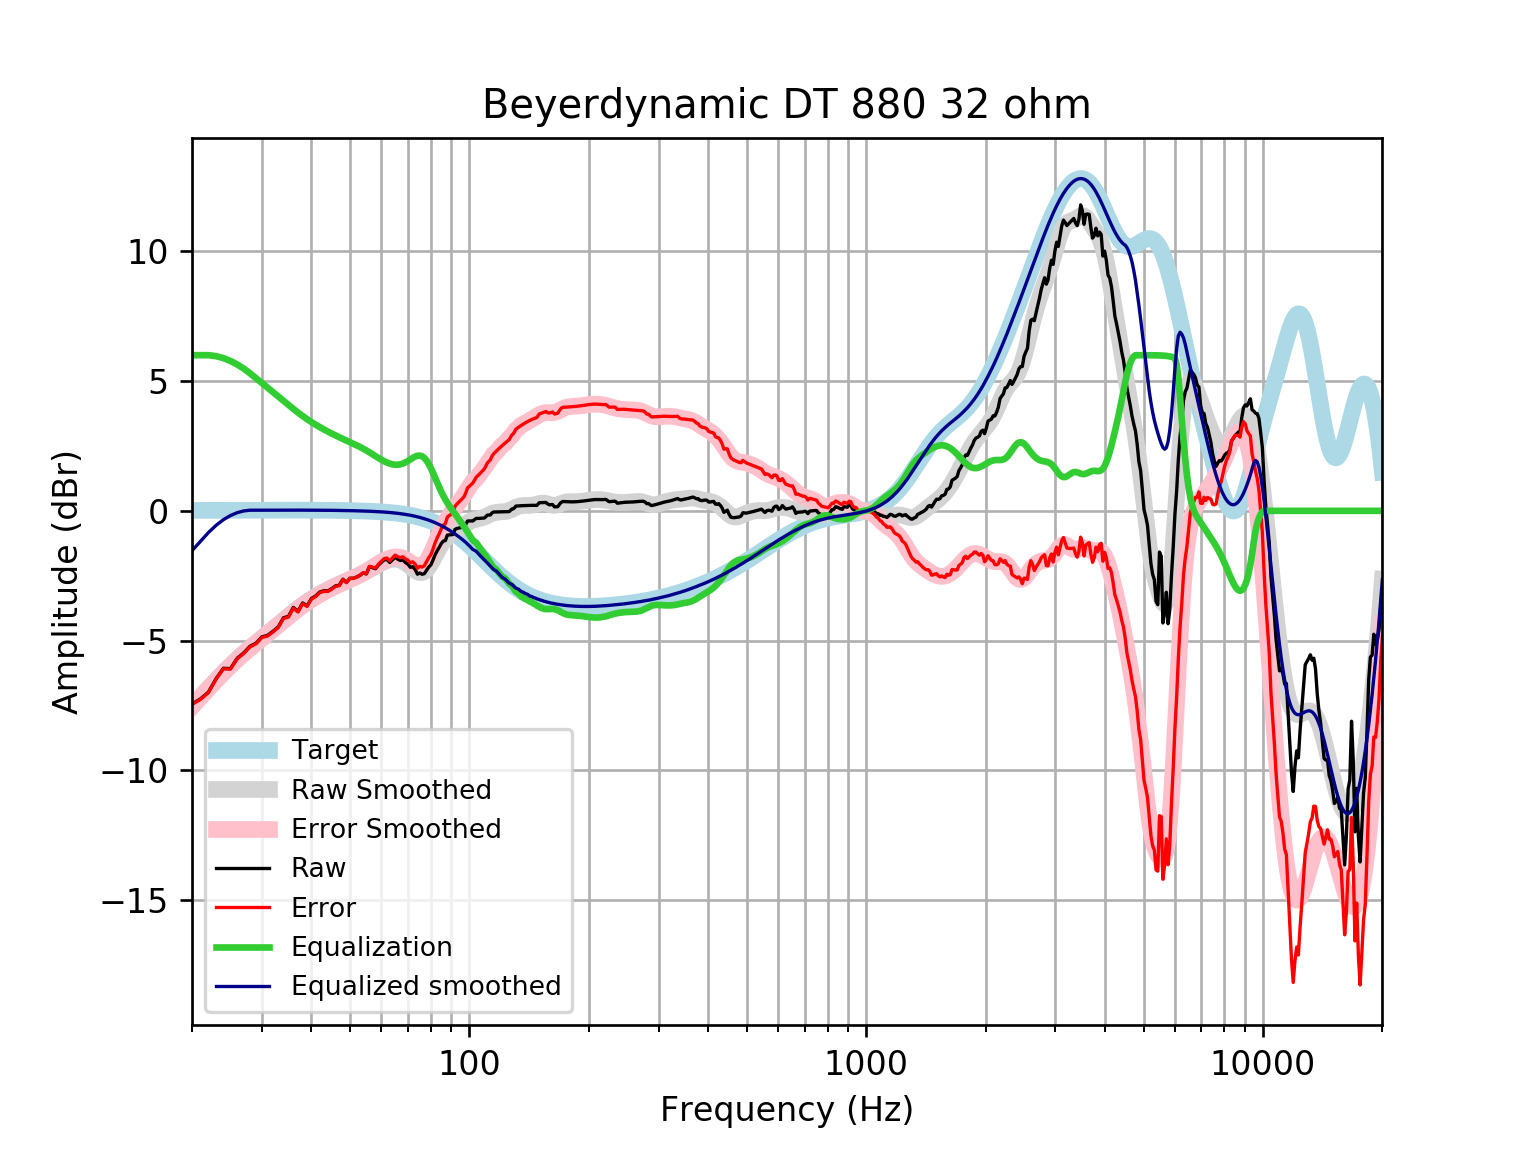 Beyerdynamic DT 880 32 ohm
Amplitude (dBr)
10
5
0
−5
−10
−15
Target
Raw Smoothed
Error Smoothed
Raw
Error
Equalization
Equalized smoothed
100
1000
10000
Frequency (Hz)